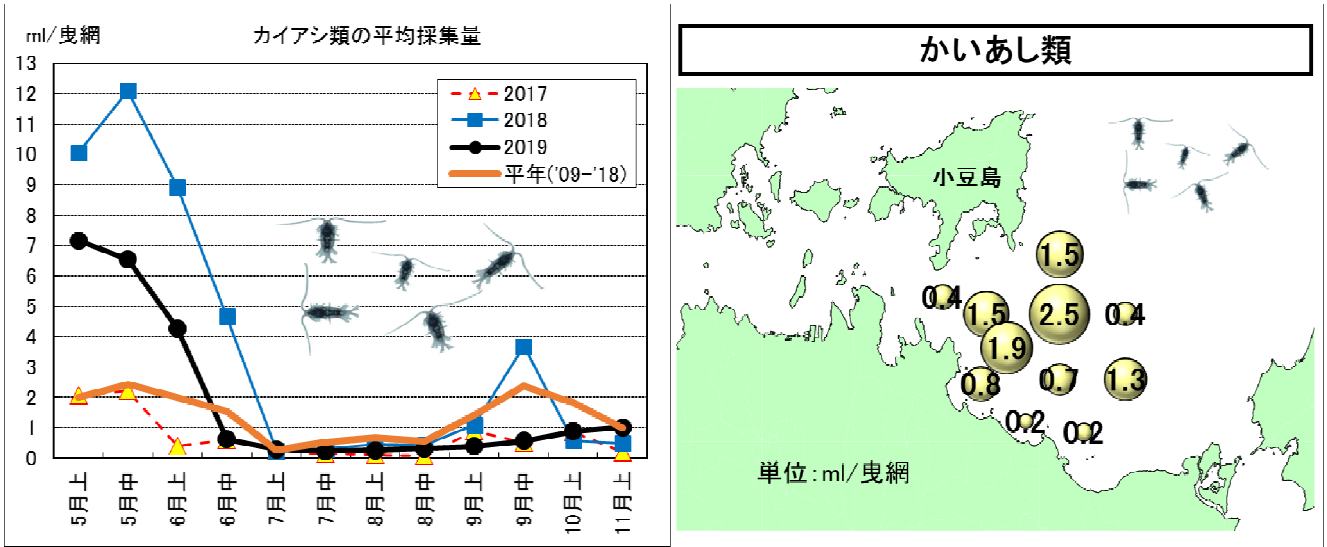 ml/曳網
カイアシ類の平均採集量
13
12
11
10
9
8
7
6
5
4
3
2
1
0
2017
2018
2019
平年('09-'18)
5月上
5月中
6月上
6月中
7月上
7月中
8月上
8月中
9月上
9月中
10月上
11月上
かいあし類
小豆島
1.5
0.4
1.5
2.5
0.4
1.9
0.8
0.7
1.3
0.2
0.2
単位:ml/曳網